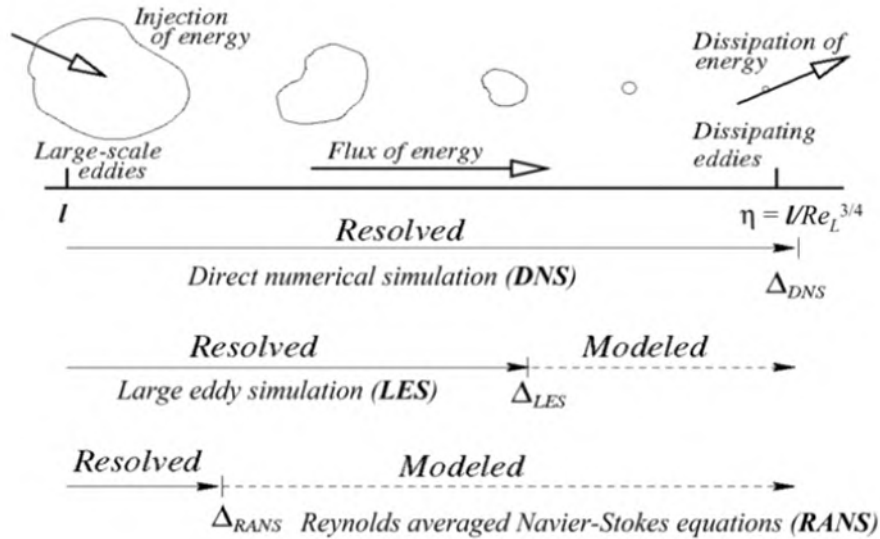 Injection
of energy
Dissipation of
energy
Large-scale
eddies
Flux of energy
Dissipating
eddies
l
η = l/Re_L^3/4
Resolved
Direct numerical simulation (DNS)
Δ_DNS
Resolved
Modeled
Large eddy simulation (LES)
Δ_LES
Resolved
Modeled
Δ_RANS Reynolds averaged Navier-Stokes equations (RANS)